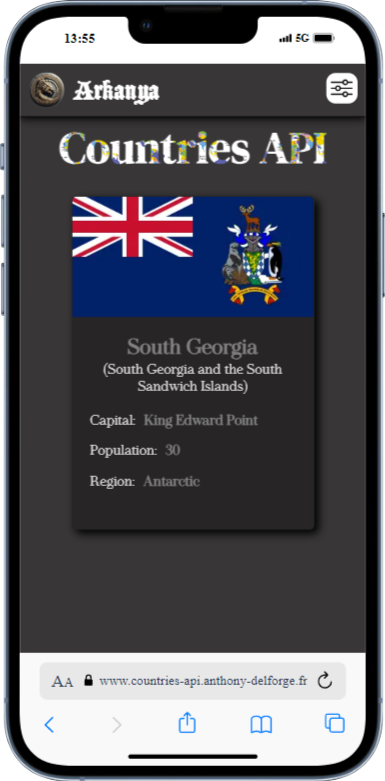 13:55
5G
Arkanya
Countries API
South Georgia
(South Georgia and the South
Sandwich Islands)
Capital: King Edward Point
Population: 30
Region: Antarctic
AA www.countries-api.anthony-delforge.fr